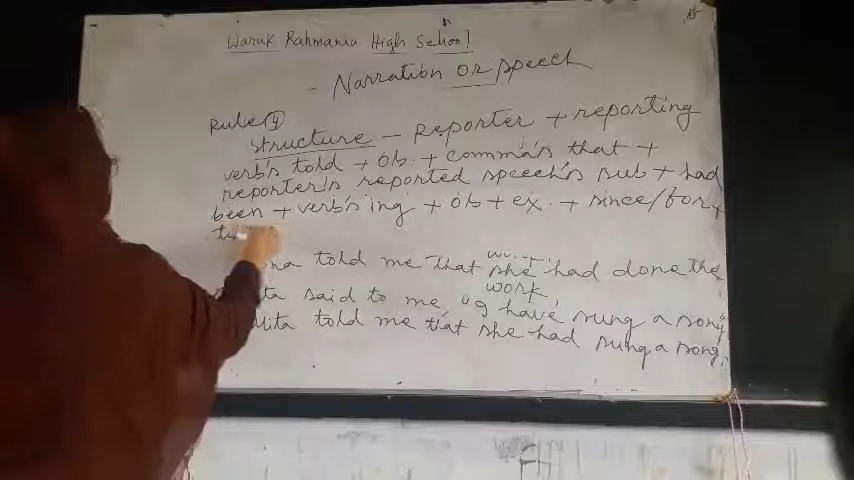 Waruk Rahmania High School
- Narration or speech
Rule (4)
Structure - Reporter + reporting
verb's told + ob. + comma's that +
reporter's reported speech's sub + had
been + verb's ing + ob + ex. + since/for +
told me that she had done the
work
said to me "I have sung a song"
told me that she had sung a song.